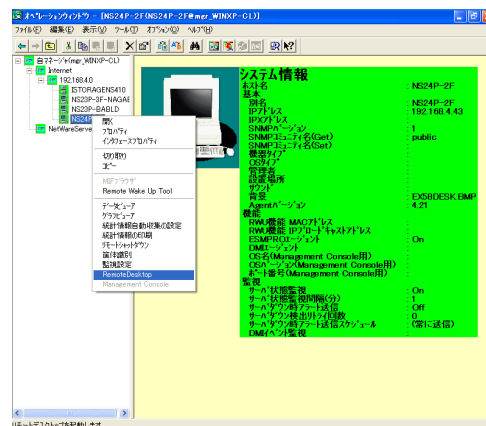 オペレーションウィンドウ - [NS24P-2F(NS24P-2F@mgr_WINXP-CL)]
ファイル(F) 編集(E) 表示(V) ツール(T) オプション(O) ヘルプ(H)
自マネージャ(mgr_WINXP-CL)
Internet
192.168.4.0
ISTORAGENS410
NS23P-3F-NAGAE
NS23P-BABLD
NS24P
NetWareServe
開く
プロパティ
インタフェースプロパティ
切り取り
コピー
MIFブラウザ
Remote Wake Up Tool
データビューア
グラフビューア
統計情報自動収集の設定
統計情報の印刷
リモートシャットダウン
筐体識別
監視設定
RemoteDesktop
Management Console
システム情報
ホスト名 : NS24P-2F
基本
別名 : NS24P-2F
IPアドレス : 192.168.4.43
IPXアドレス :
SNMPバージョン : 1
SNMPコミュニティ名(Get) : public
SNMPコミュニティ名(Set) :
機器タイプ :
OSタイプ :
管理者 :
設置場所 :
サウンド :
背景 : EX58DESK.BMP
Agentバージョン : 4.21
機能
RWU機能 MACアドレス :
RWU機能 IPブロードキャストアドレス :
ESMPROエージェント : On
DMIエージェント :
OS名(Management Console用) :
OSバージョン(Management Console用) :
ポート番号(Management Console用) :
監視
サーバ状態監視 : On
サーバ状態監視間隔(分) : 1
サーバダウン時アラート送信 : Off
サーバダウン検出リトライ回数 : 0
サーバダウン時アラート送信スケジュール : (常に送信)
DMIイベント監視 :
リモートデスクトップを起動します